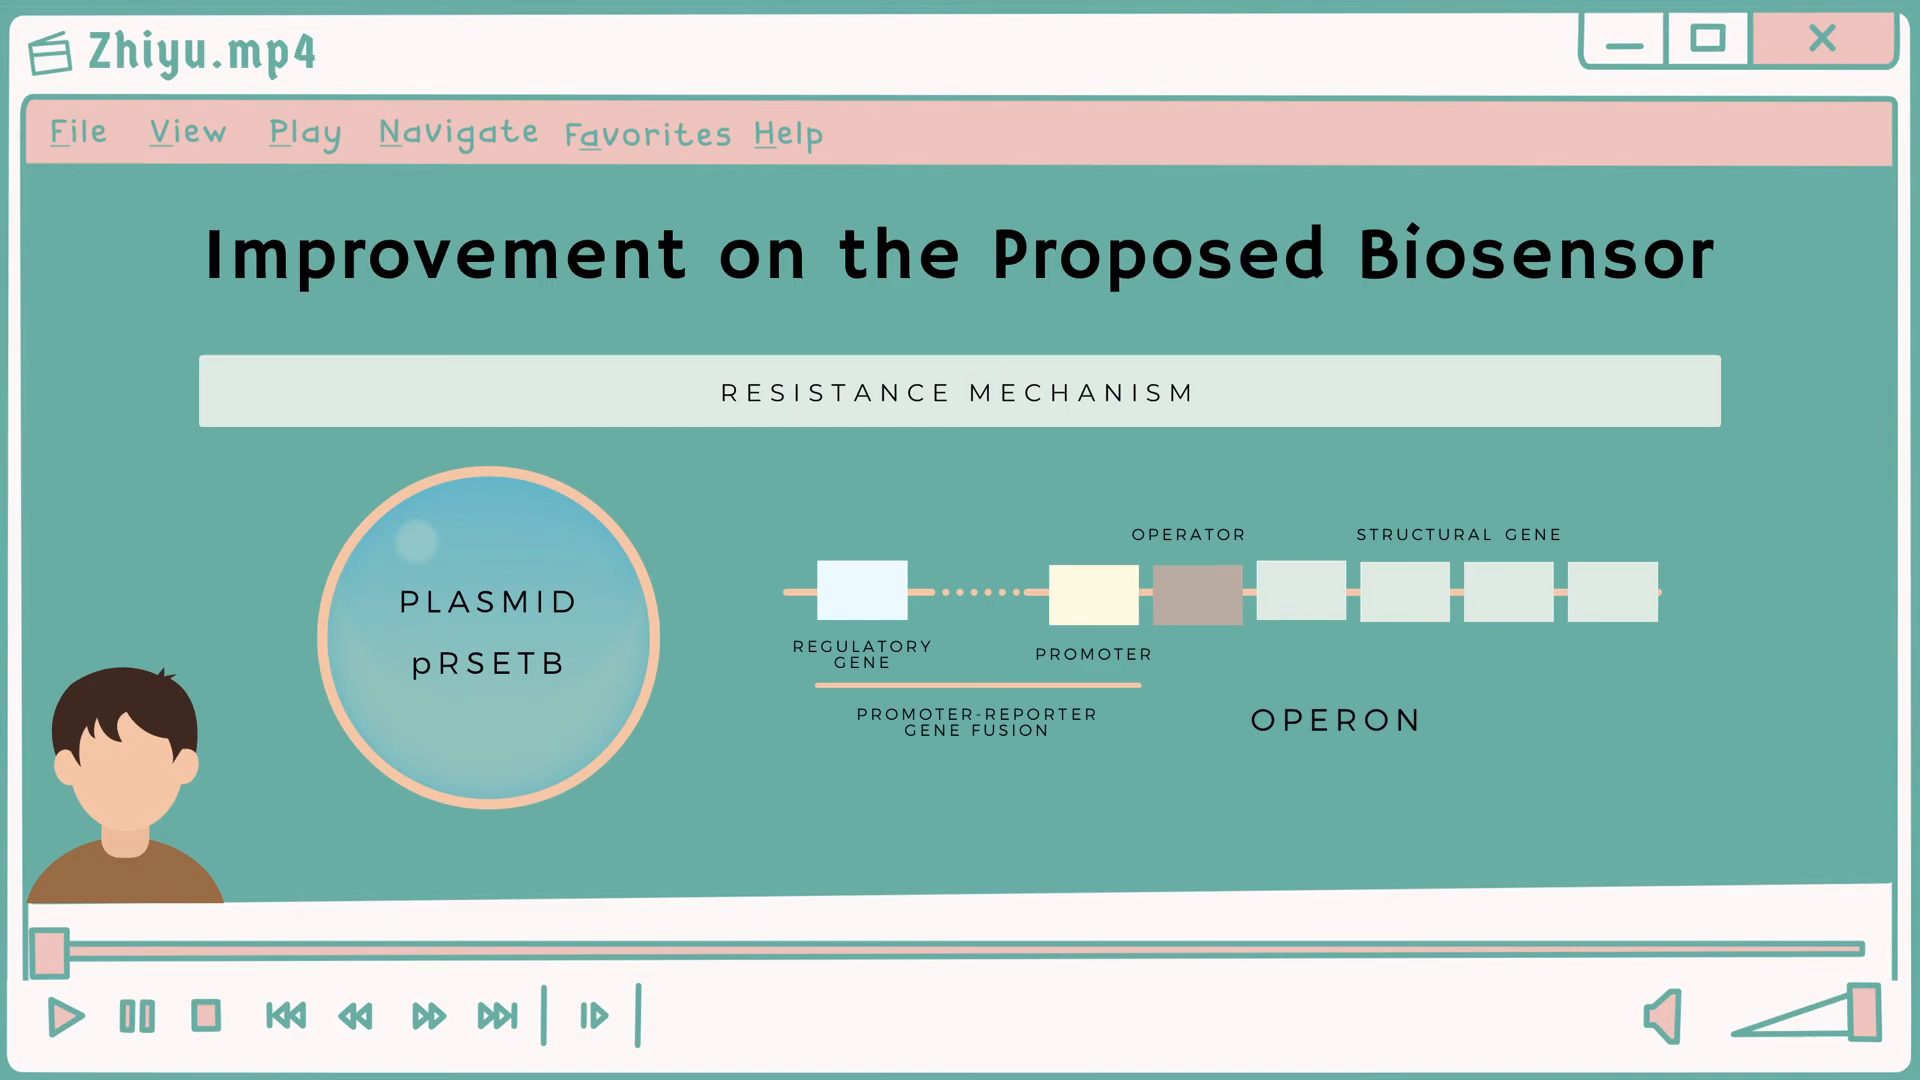 Zhiyu.mp4
File View Play Navigate Favorites Help
Improvement on the Proposed Biosensor
RESISTANCE MECHANISM
PLASMID
pRSETB
OPERATOR
STRUCTURAL GENE
REGULATORY
GENE
PROMOTER
PROMOTER-REPORTER
GENE FUSION
OPERON